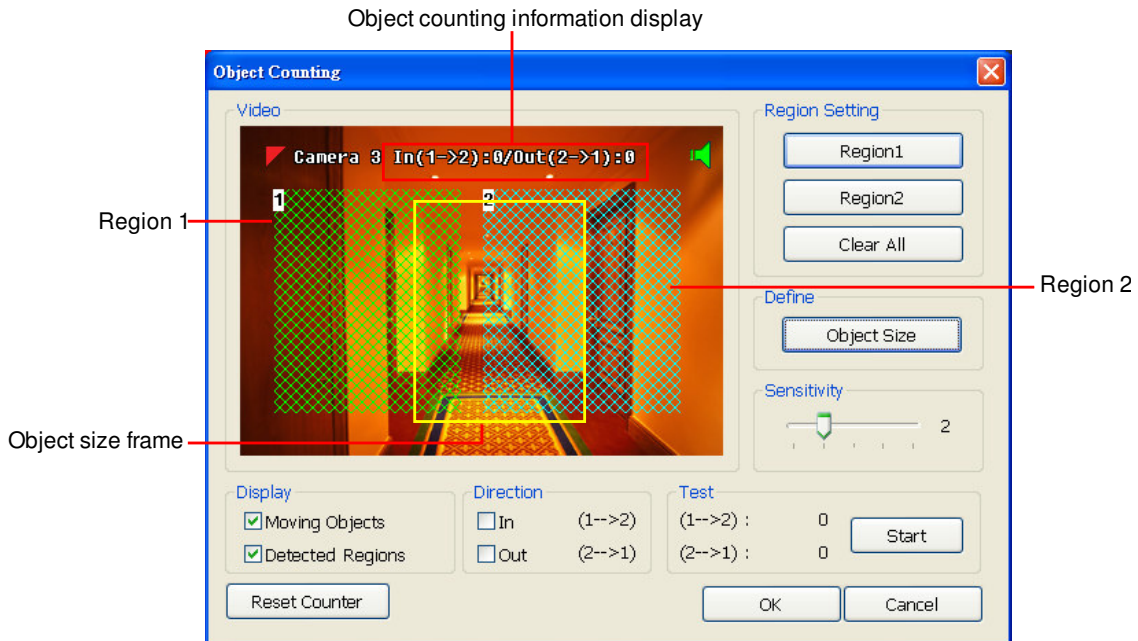 Object counting information display
Object Counting
Video
Region Setting
Camera 3 In(1->2):0/Out(2->1):0
Region1
1
2
Region2
Region 1
Clear All
Region 2
Define
Object Size
Sensitivity
2
Object size frame
Display
Direction
Test
Moving Objects
In (1-->2)
(1-->2) : 0
Start
Detected Regions
Out (2-->1)
(2-->1) : 0
Reset Counter
OK
Cancel